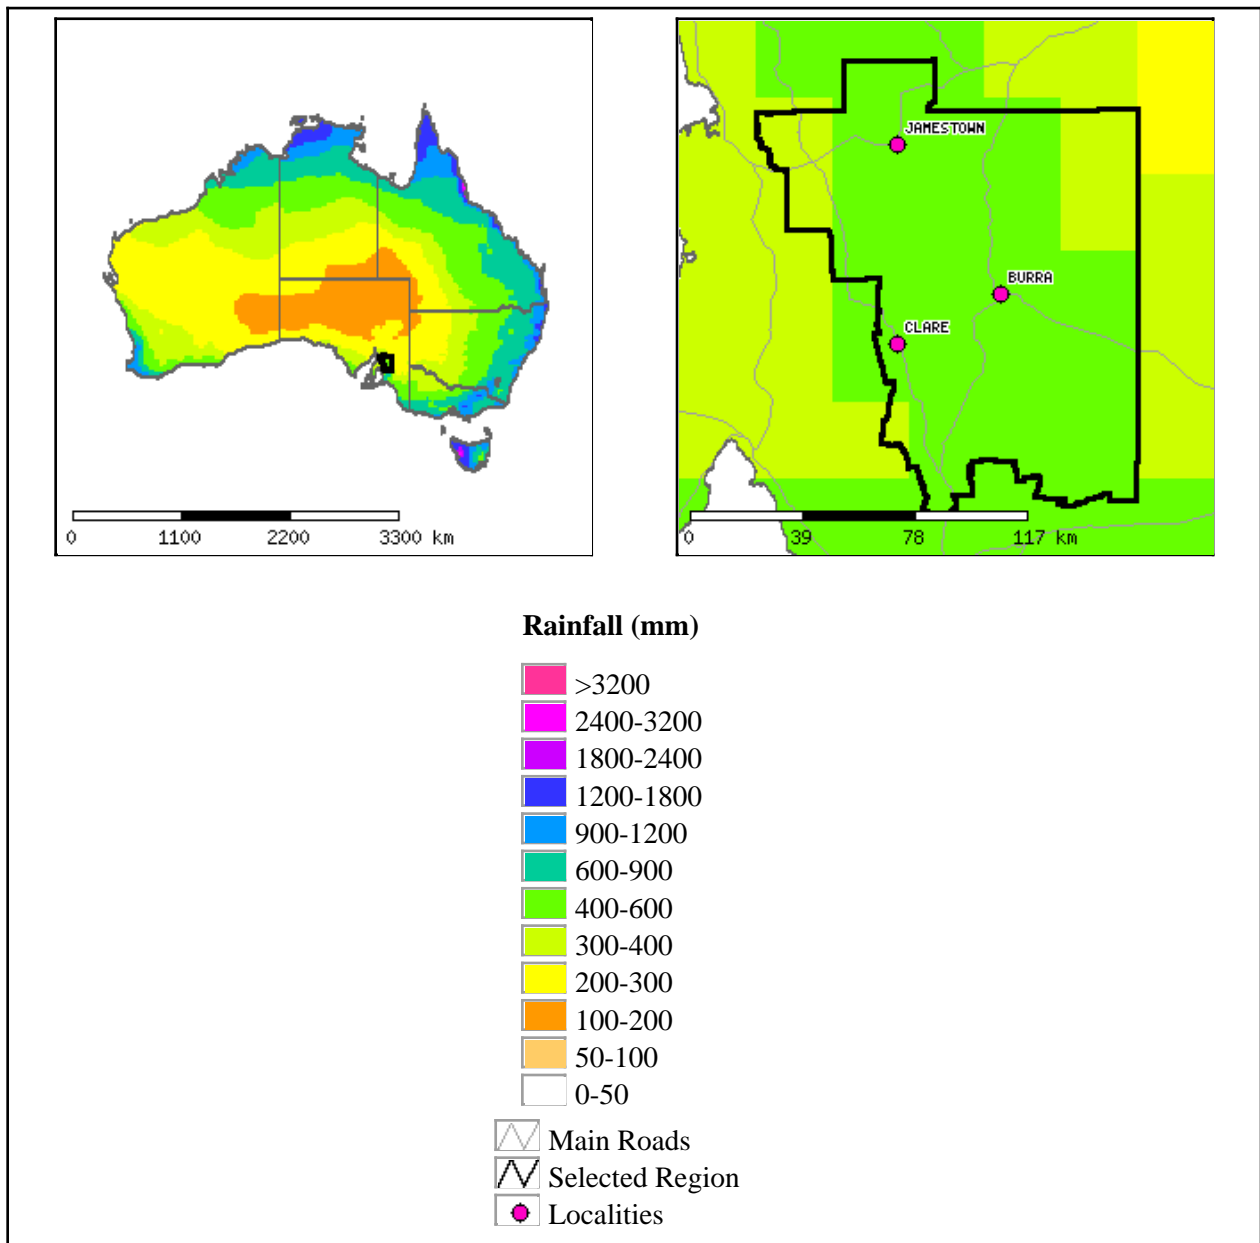 JAMESTOWN
BURRA
CLARE
0 1100 2200 3300 km
0 39 78 117 km
Rainfall (mm)
>3200
2400-3200
1800-2400
1200-1800
900-1200
600-900
400-600
300-400
200-300
100-200
50-100
0-50
Main Roads
Selected Region
Localities